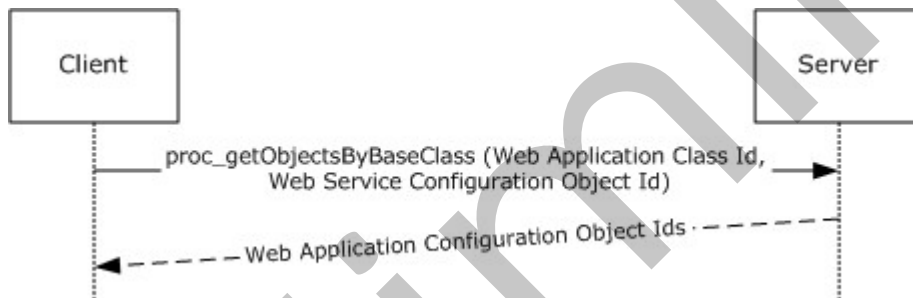 Client
Server
proc_getObjectsByBaseClass (Web Application Class Id,
Web Service Configuration Object Id)
Web Application Configuration Object Ids